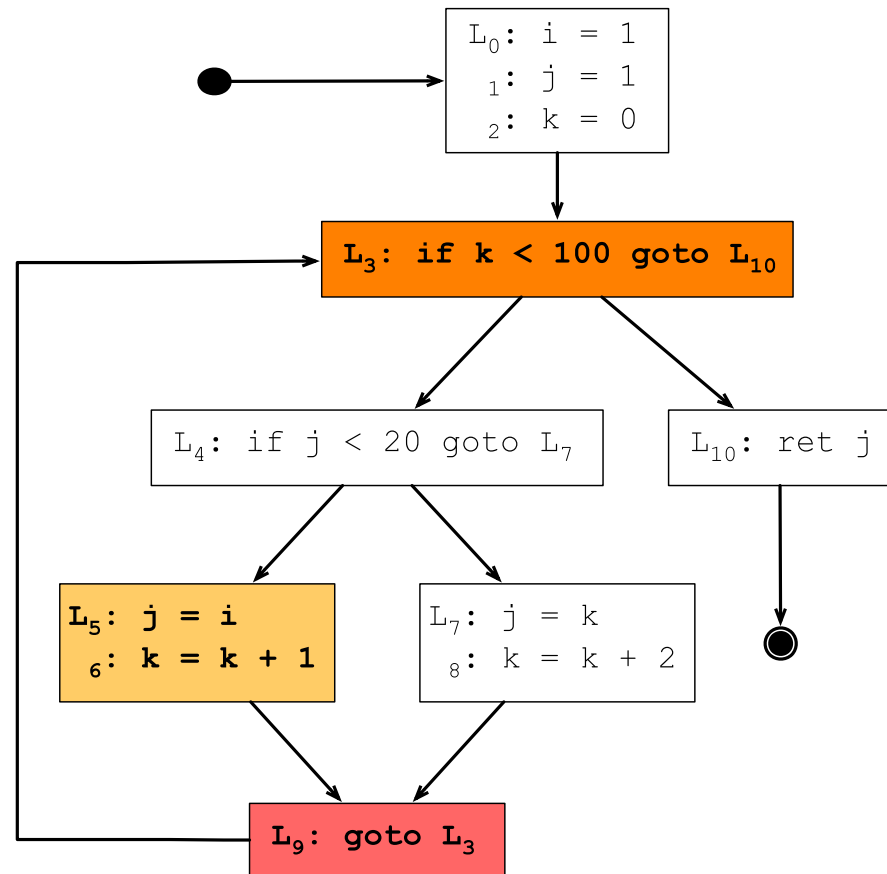 L₀: i = 1
₁: j = 1
₂: k = 0
L₃: if k < 100 goto L₁₀
L₄: if j < 20 goto L₇
L₁₀: ret j
L₅: j = i
₆: k = k + 1
L₇: j = k
₈: k = k + 2
L₉: goto L₃